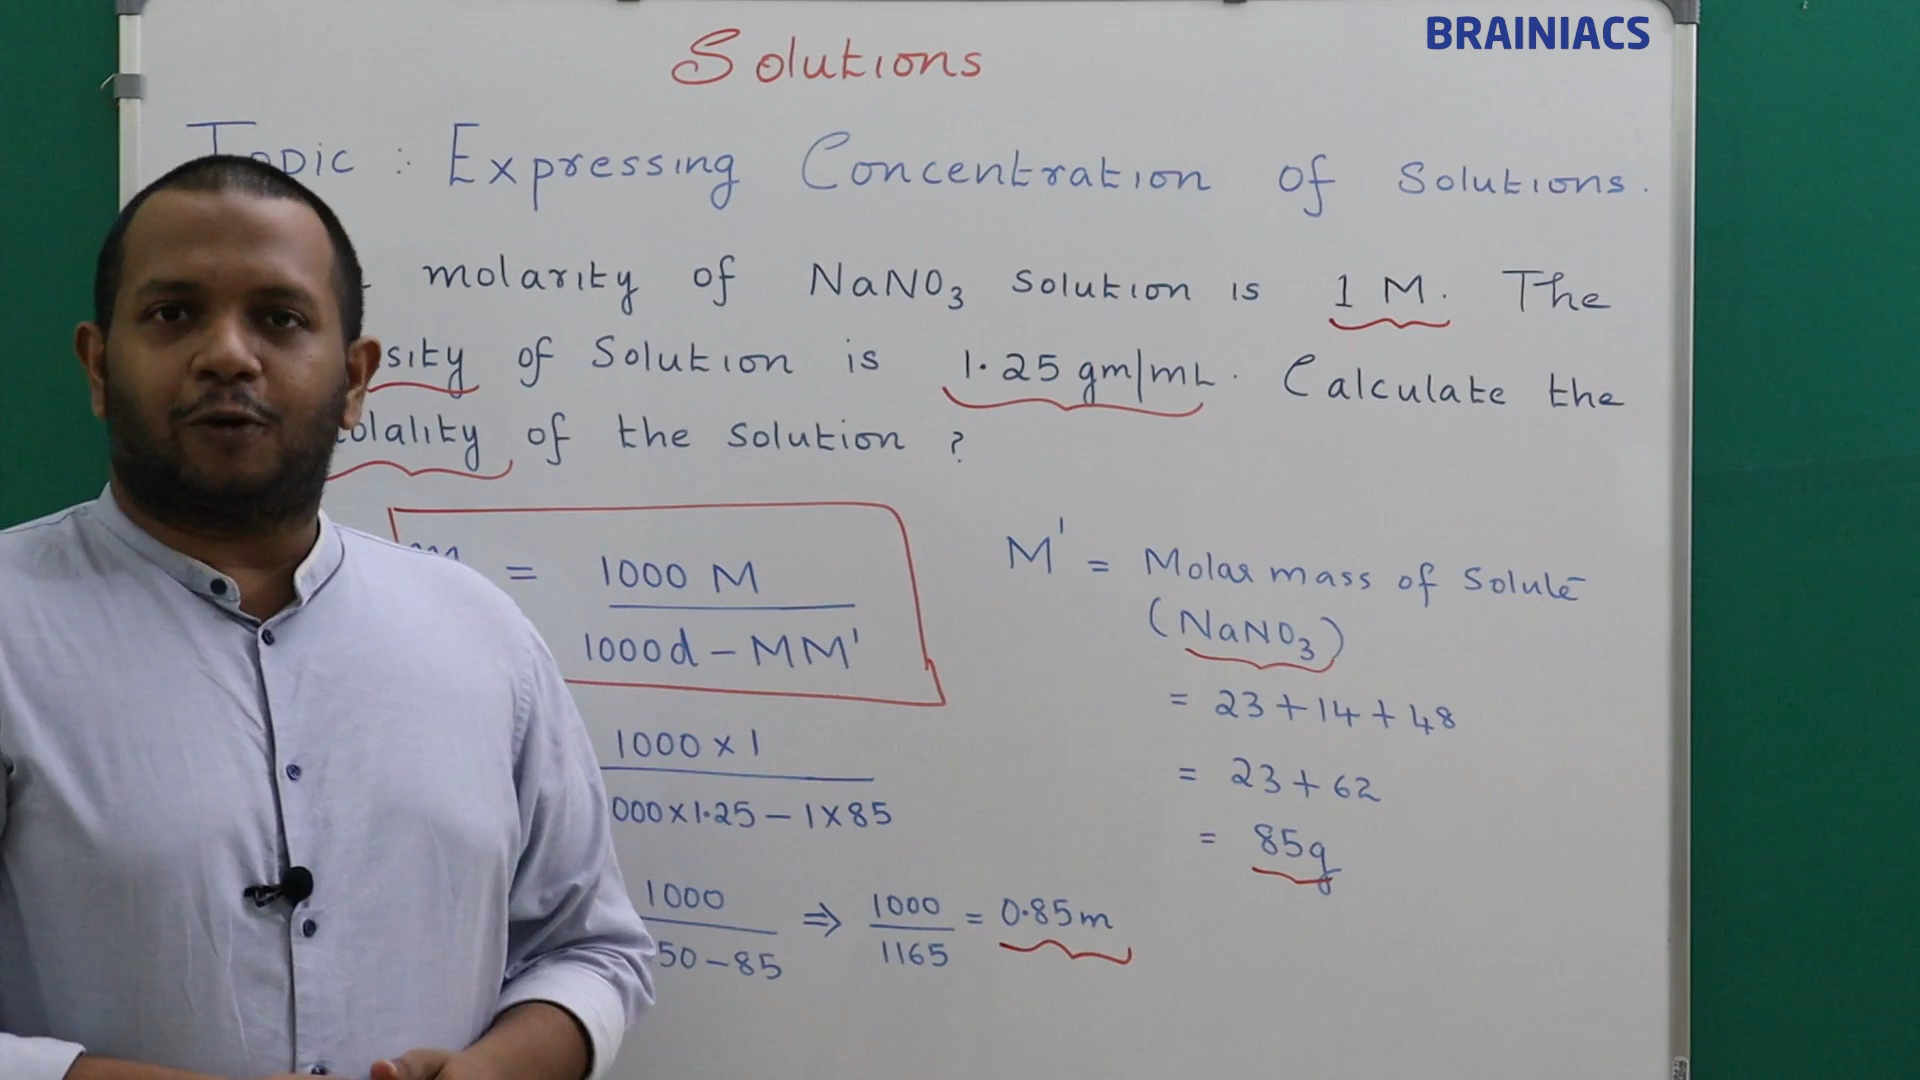 BRAINIACS
Solutions
Topic : Expressing Concentration of Solutions.
molarity of NaNO3 Solution is 1 M. The
sity of Solution is 1.25 gm/mL. Calculate the
olality of the solution ?
m = 1000 M
1000d - MM'
M' = Molar mass of Solute
(NaNO3)
= 23 + 14 + 48
= 23 + 62
= 85g
1000 x 1
000 x 1.25 - 1 x 85
1000
50 - 85
⇒ 1000 = 0.85m
1165